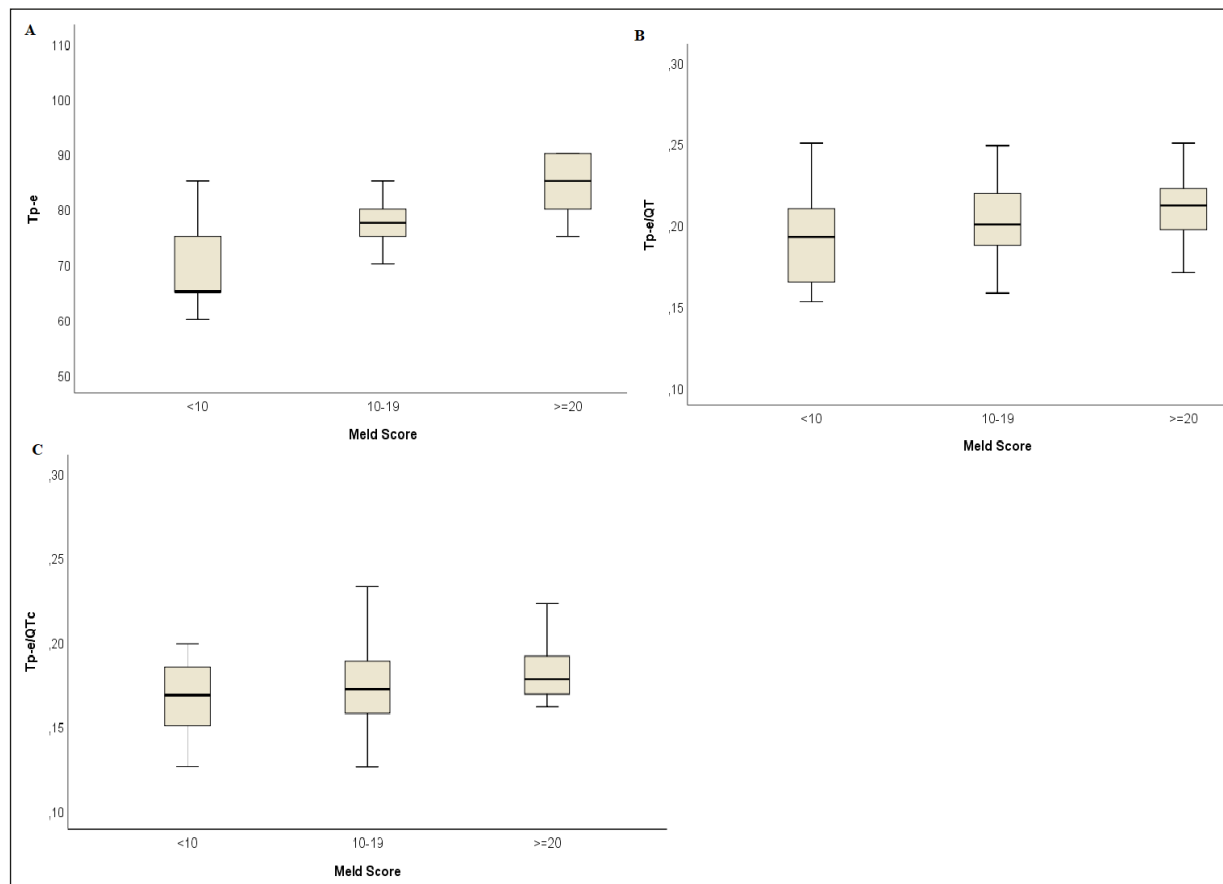 A
110
100
90
80
70
60
50
Tp-e
<10 10-19 >=20
Meld Score
B
,30
,25
,20
,15
,10
Tp-e/QT
<10 10-19 >=20
Meld Score
C
,30
,25
,20
,15
,10
Tp-e/QTc
<10 10-19 >=20
Meld Score